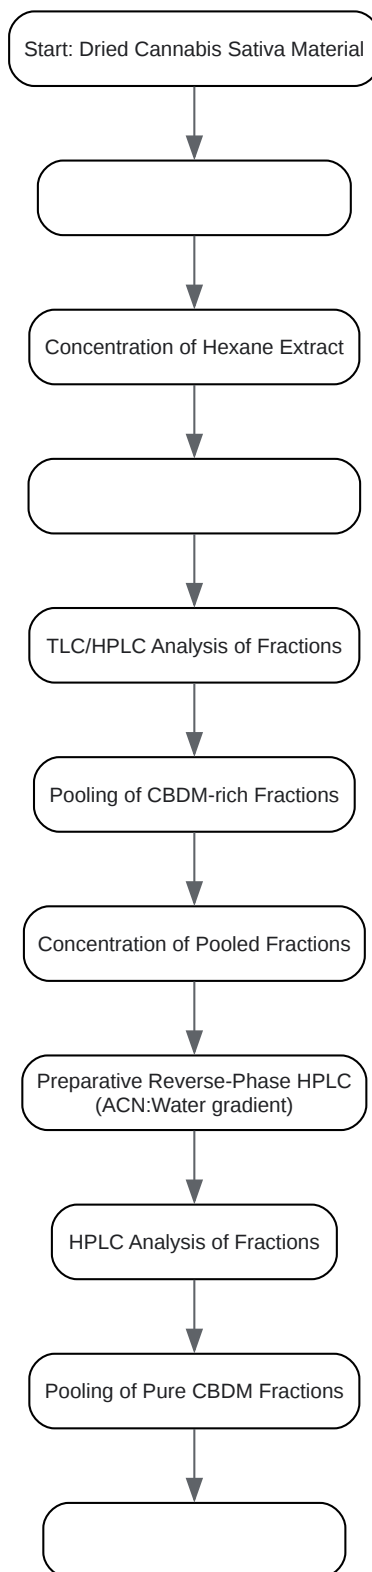 Start: Dried Cannabis Sativa Material
Concentration of Hexane Extract
TLC/HPLC Analysis of Fractions
Pooling of CBDM-rich Fractions
Concentration of Pooled Fractions
Preparative Reverse-Phase HPLC
(ACN:Water gradient)
HPLC Analysis of Fractions
Pooling of Pure CBDM Fractions